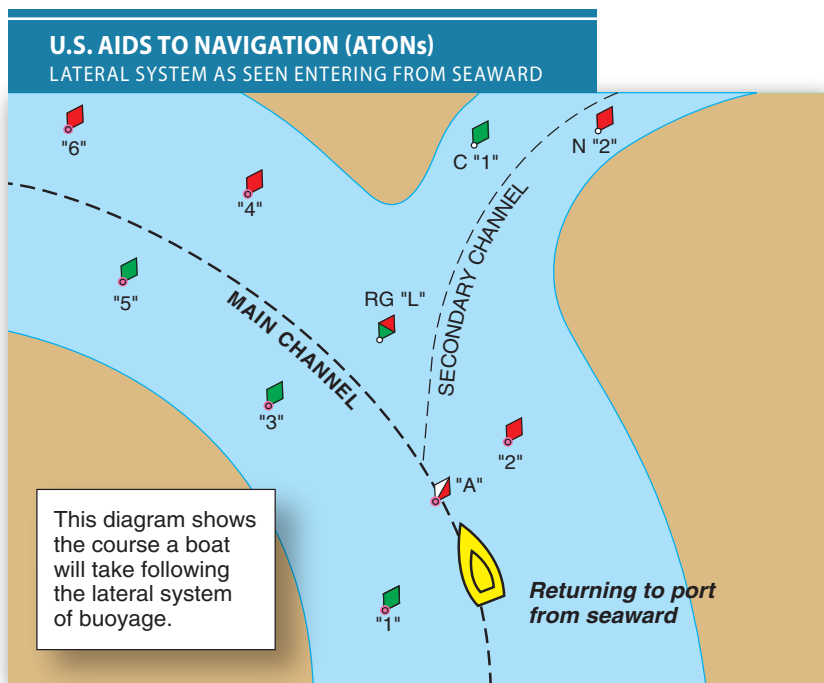 U.S. AIDS TO NAVIGATION (ATONs)
LATERAL SYSTEM AS SEEN ENTERING FROM SEAWARD
"6"
C "1"
N "2"
"4"
"5"
SECONDARY CHANNEL
MAIN CHANNEL
RG "L"
"3"
"2"
"A"
This diagram shows
the course a boat
will take following
the lateral system
of buoyage.
Returning to port
from seaward
"1"